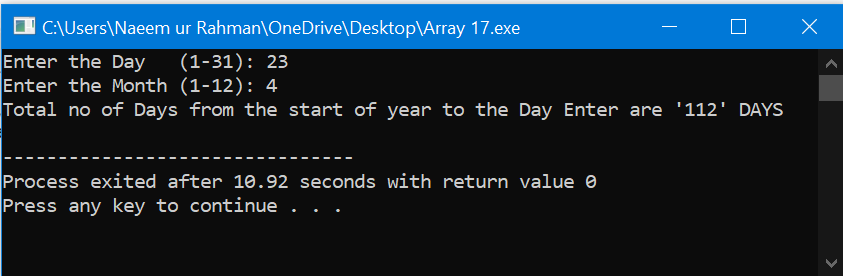 C:\Users\Naeem ur Rahman\OneDrive\Desktop\Array 17.exe
Enter the Day   (1-31): 23
Enter the Month (1-12): 4
Total no of Days from the start of year to the Day Enter are '112' DAYS
--------------------------------
Process exited after 10.92 seconds with return value 0
Press any key to continue . . .